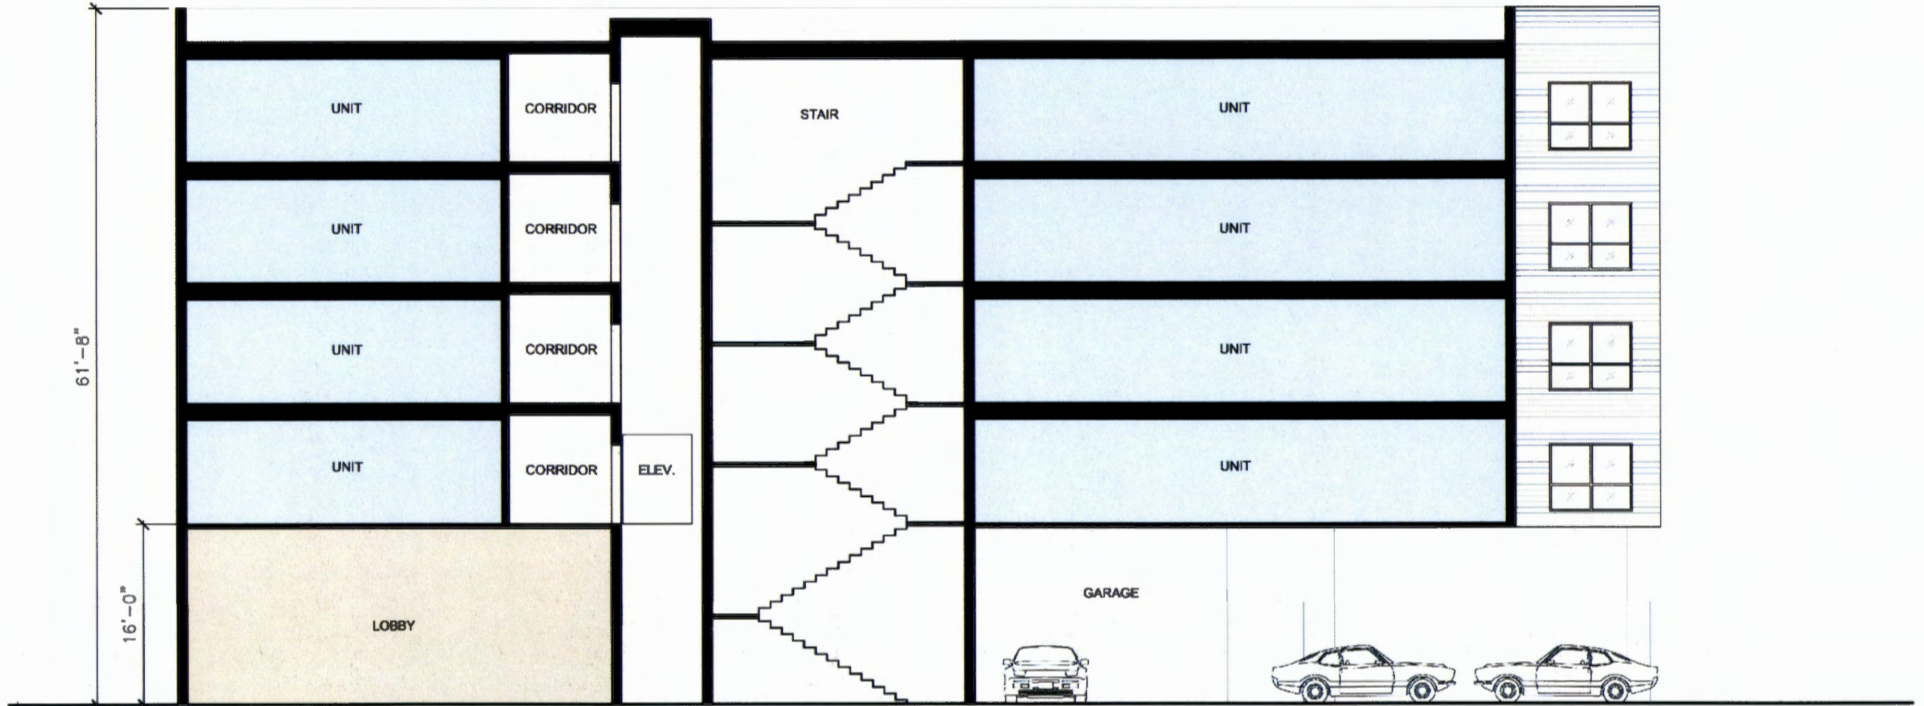 UNIT
CORRIDOR
STAIR
UNIT
UNIT
CORRIDOR
UNIT
61'-8"
UNIT
CORRIDOR
UNIT
UNIT
CORRIDOR
ELEV.
UNIT
16'-0"
LOBBY
GARAGE